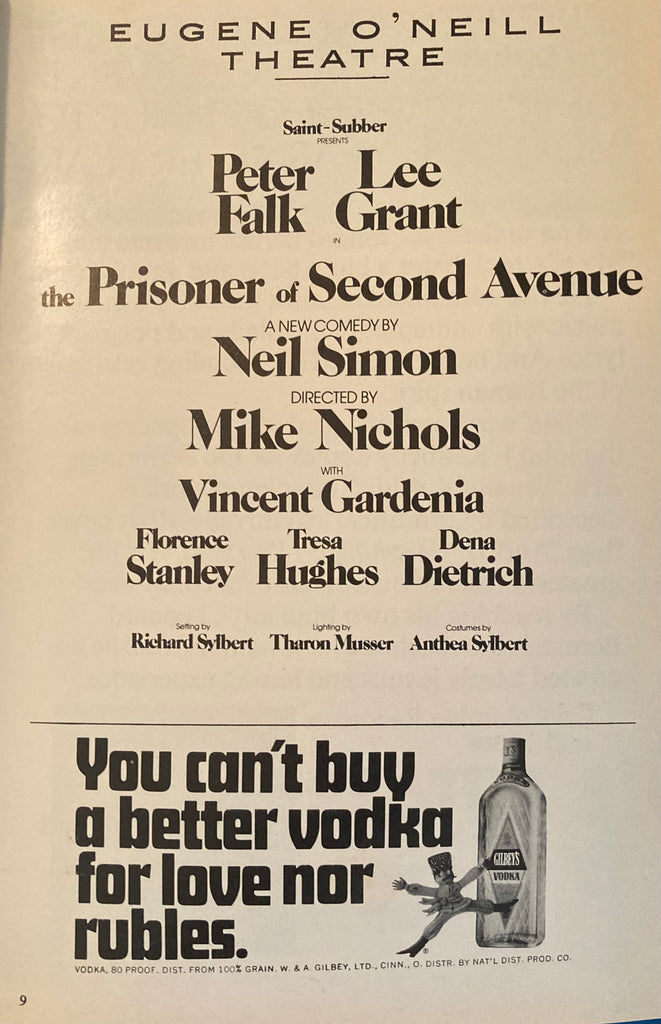 EUGENE O'NEILL
THEATRE
Saint-Subber
PRESENTS
Peter Lee
Falk Grant
IN
the Prisoner of Second Avenue
A NEW COMEDY BY
Neil Simon
DIRECTED BY
Mike Nichols
WITH
Vincent Gardenia
Florence Tresa Dena
Stanley Hughes Dietrich
Setting by Lighting by Costumes by
Richard Sylbert Tharon Musser Anthea Sylbert
You can't buy
a better vodka
for love nor
rubles.
GILBEY'S
VODKA
®
VODKA, 80 PROOF. DIST. FROM 100% GRAIN. W. & A. GILBEY, LTD., CINN., O. DISTR. BY NAT'L DIST. PROD. CO.
9